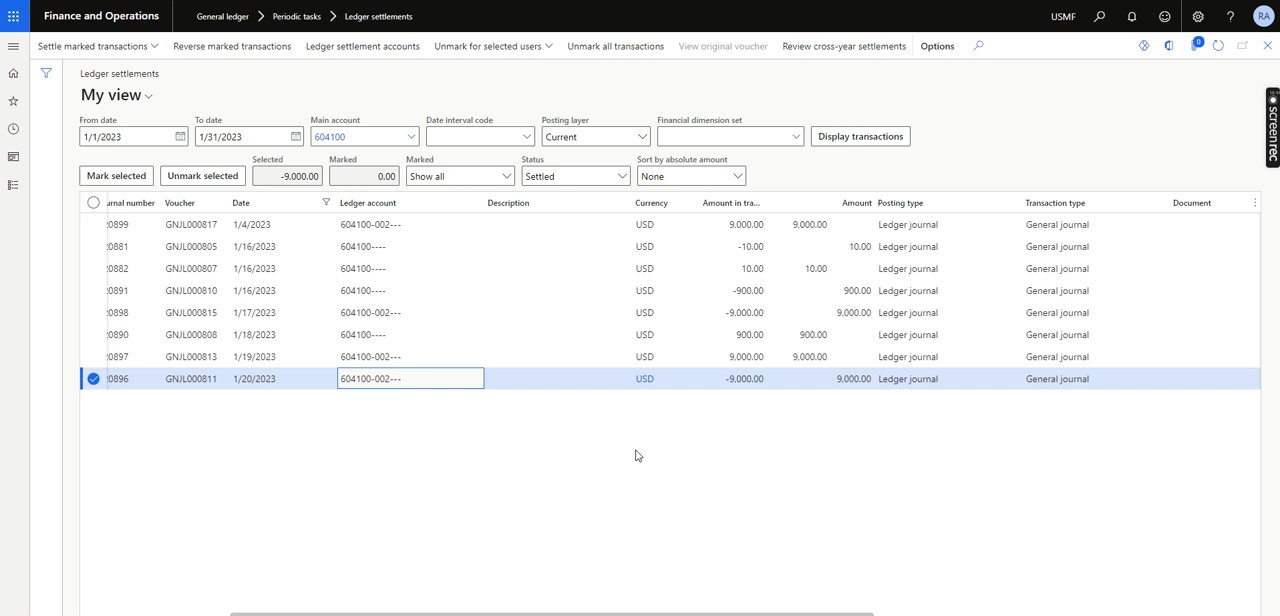 Finance and Operations General ledger Periodic tasks Ledger settlements USMF ? RA
Settle marked transactions Reverse marked transactions Ledger settlement accounts Unmark for selected users Unmark all transactions View original voucher Review cross-year settlements Options 0
Ledger settlements
My view
From date To date Main account Date interval code Posting layer Financial dimension set
1/1/2023 1/31/2023 604100 Current Display transactions
Selected Marked Marked Status Sort by absolute amount
Mark selected Unmark selected -9,000.00 0.00 Show all Settled None
urnal number Voucher Date Ledger account Description Currency Amount in tra... Amount Posting type Transaction type Document
0899 GNJL000817 1/4/2023 604100-002--- USD 9,000.00 9,000.00 Ledger journal General journal
0881 GNJL000805 1/16/2023 604100---- USD -10.00 10.00 Ledger journal General journal
0882 GNJL000807 1/16/2023 604100---- USD 10.00 10.00 Ledger journal General journal
0891 GNJL000810 1/16/2023 604100---- USD -900.00 900.00 Ledger journal General journal
0898 GNJL000815 1/17/2023 604100-002--- USD -9,000.00 9,000.00 Ledger journal General journal
0890 GNJL000808 1/18/2023 604100---- USD 900.00 900.00 Ledger journal General journal
0897 GNJL000813 1/19/2023 604100-002--- USD 9,000.00 9,000.00 Ledger journal General journal
0896 GNJL000811 1/20/2023 604100-002--- USD -9,000.00 9,000.00 Ledger journal General journal
screenrec